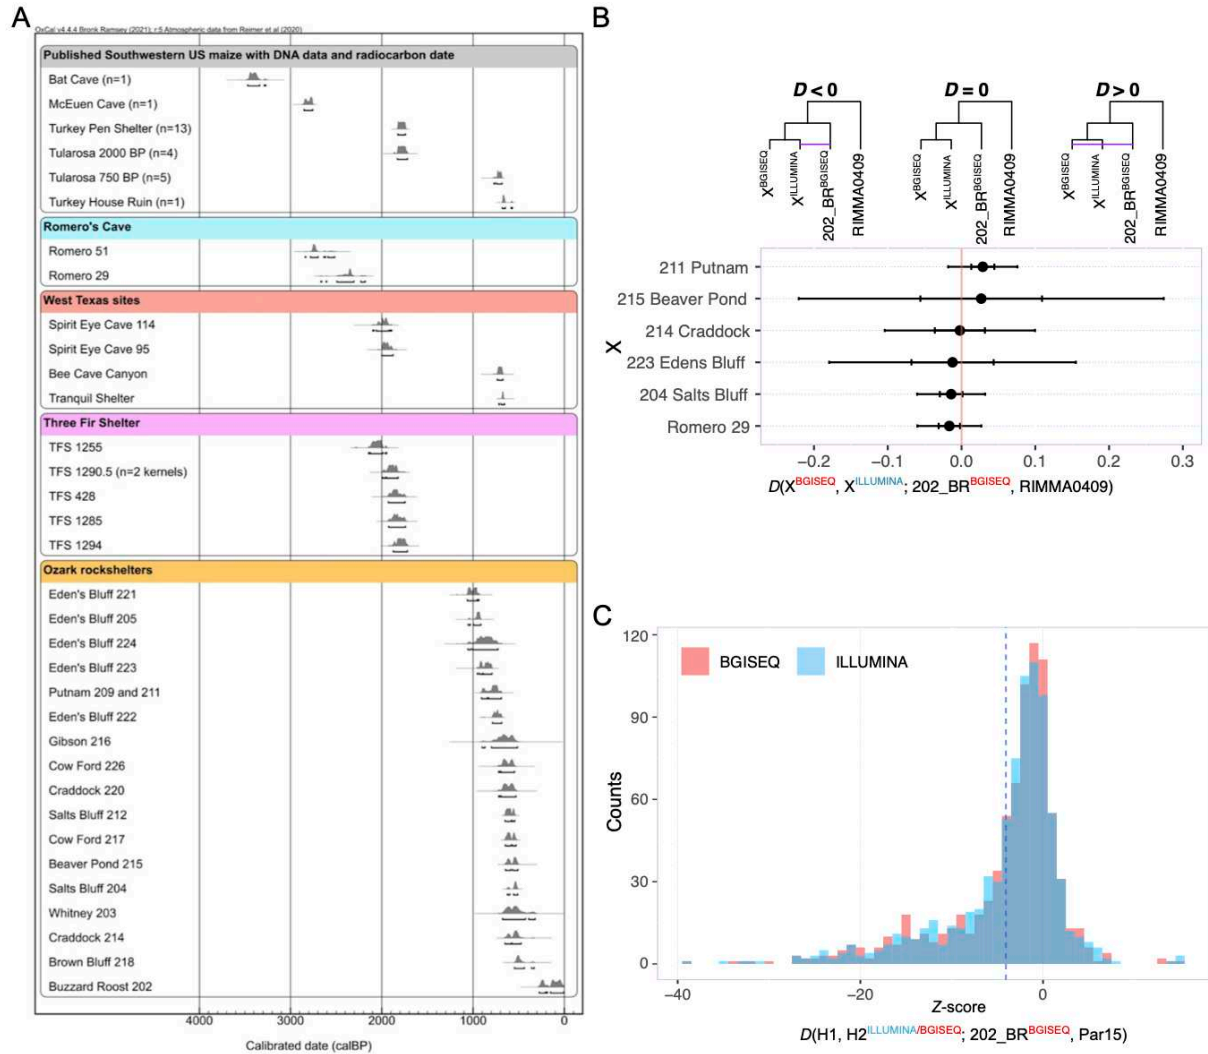 A
OxCal v4.4.4 Bronk Ramsey (2021); r:5 Atmospheric data from Reimer et al (2020)
Published Southwestern US maize with DNA data and radiocarbon date
Bat Cave (n=1)
McEuen Cave (n=1)
Turkey Pen Shelter (n=13)
Tularosa 2000 BP (n=4)
Tularosa 750 BP (n=5)
Turkey House Ruin (n=1)
Romero's Cave
Romero 51
Romero 29
West Texas sites
Spirit Eye Cave 114
Spirit Eye Cave 95
Bee Cave Canyon
Tranquil Shelter
Three Fir Shelter
TFS 1255
TFS 1290.5 (n=2 kernels)
TFS 428
TFS 1285
TFS 1294
Ozark rockshelters
Eden's Bluff 221
Eden's Bluff 205
Eden's Bluff 224
Eden's Bluff 223
Putnam 209 and 211
Eden's Bluff 222
Gibson 216
Cow Ford 226
Craddock 220
Salts Bluff 212
Cow Ford 217
Beaver Pond 215
Salts Bluff 204
Whitney 203
Craddock 214
Brown Bluff 218
Buzzard Roost 202
4000 3000 2000 1000 0
Calibrated date (calBP)
B
D < 0 D = 0 D > 0
X^BGISEQ X^ILLUMINA 202_BR^BGISEQ RIMMA0409
X^BGISEQ X^ILLUMINA 202_BR^BGISEQ RIMMA0409
X^BGISEQ X^ILLUMINA 202_BR^BGISEQ RIMMA0409
X
211 Putnam
215 Beaver Pond
214 Craddock
223 Edens Bluff
204 Salts Bluff
Romero 29
−0.2 −0.1 0.0 0.1 0.2 0.3
D(X^BGISEQ, X^ILLUMINA; 202_BR^BGISEQ, RIMMA0409)
C
BGISEQ ILLUMINA
Counts
120
90
60
30
0
−40 −20 0
Z-score
D(H1, H2^ILLUMINA/BGISEQ; 202_BR^BGISEQ, Par15)